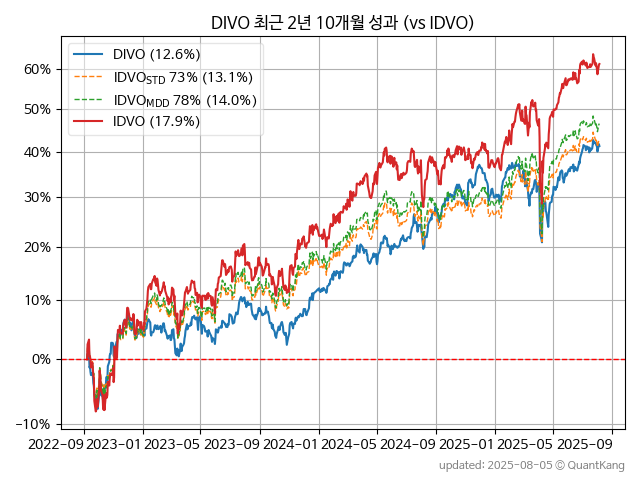 DIVO 최근 2년 10개월 성과 (vs IDVO)
DIVO (12.6%)
IDVO_STD 73% (13.1%)
IDVO_MDD 78% (14.0%)
IDVO (17.9%)
60%
50%
40%
30%
20%
10%
0%
−10%
2022-09 2023-01 2023-05 2023-09 2024-01 2024-05 2024-09 2025-01 2025-05 2025-09
updated: 2025-08-05 © QuantKang